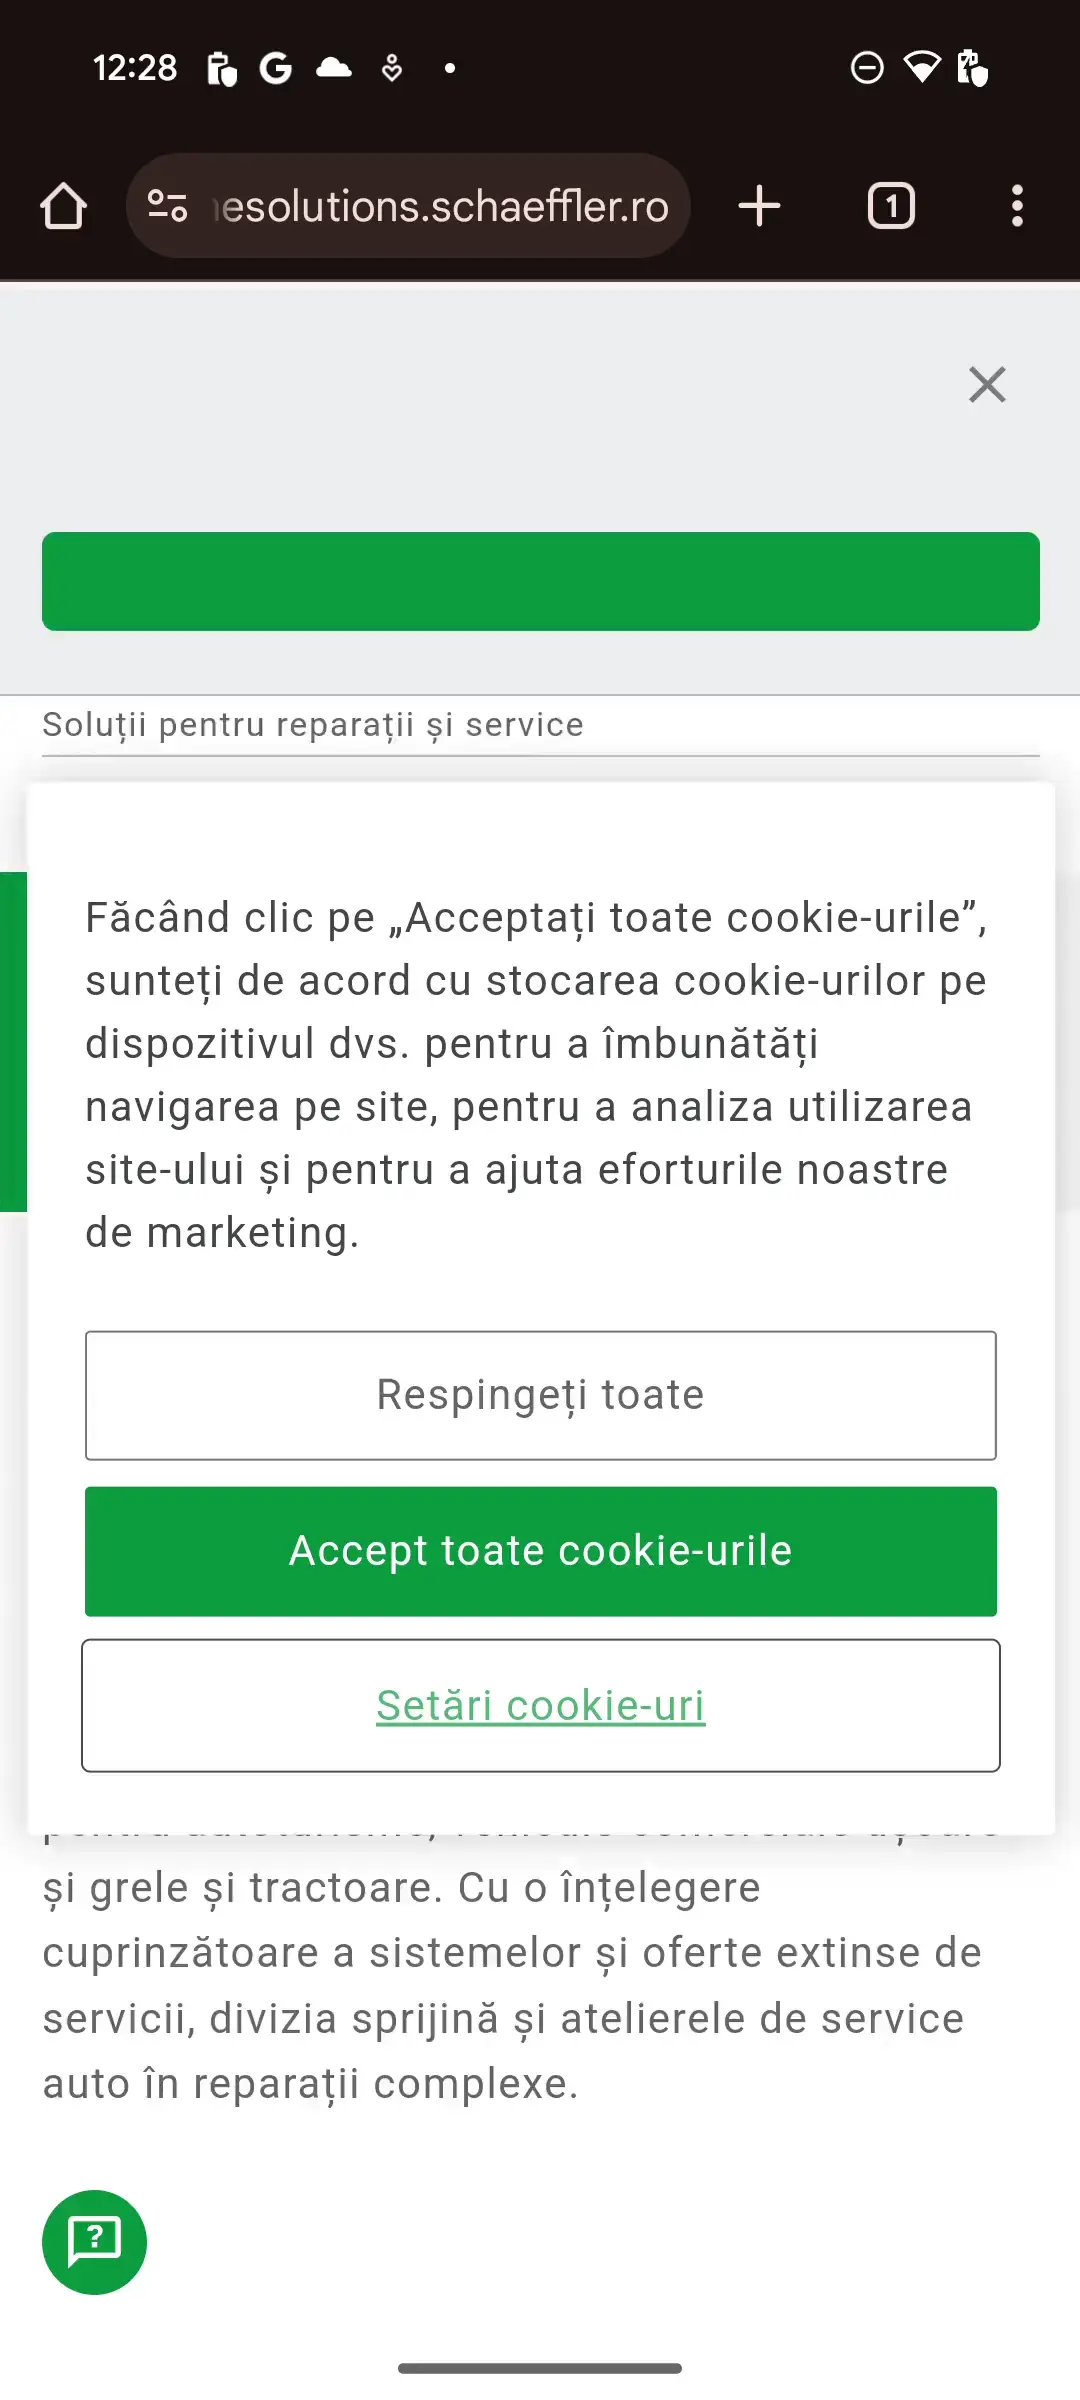 12:28
esolutions.schaeffler.ro
1
Soluții pentru reparații și service
Făcând clic pe „Acceptați toate cookie-urile”,
sunteți de acord cu stocarea cookie-urilor pe
dispozitivul dvs. pentru a îmbunătăți
navigarea pe site, pentru a analiza utilizarea
site-ului și pentru a ajuta eforturile noastre
de marketing.
Respingeți toate
Accept toate cookie-urile
Setări cookie-uri
și grele și tractoare. Cu o înțelegere
cuprinzătoare a sistemelor și oferte extinse de
servicii, divizia sprijină și atelierele de service
auto în reparații complexe.